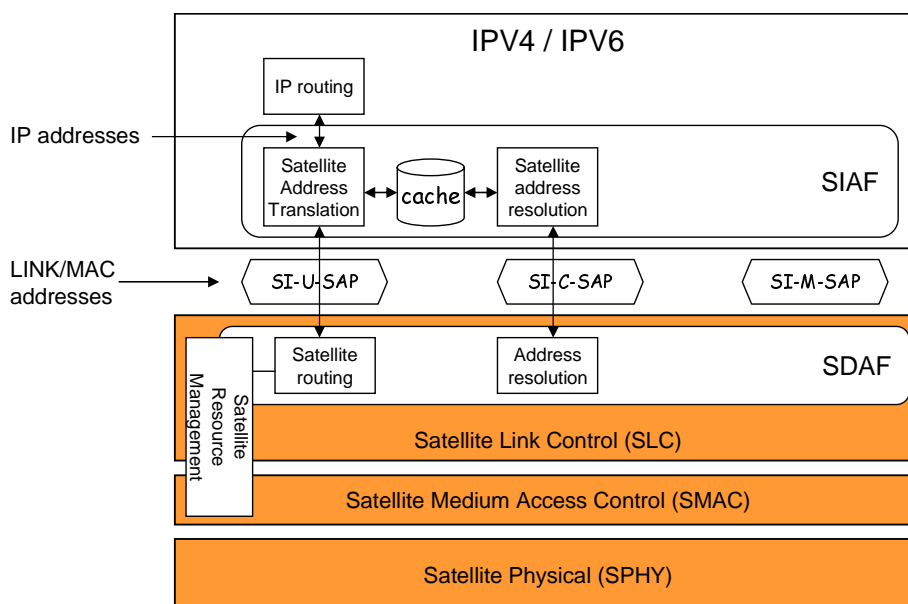 IPV4 / IPV6
IP routing
IP addresses
Satellite
Address
Translation
cache
Satellite
address
resolution
SIAF
LINK/MAC
addresses
SI-U-SAP
SI-C-SAP
SI-M-SAP
Satellite
Resource
Management
Satellite
routing
Address
resolution
SDAF
Satellite Link Control (SLC)
Satellite Medium Access Control (SMAC)
Satellite Physical (SPHY)